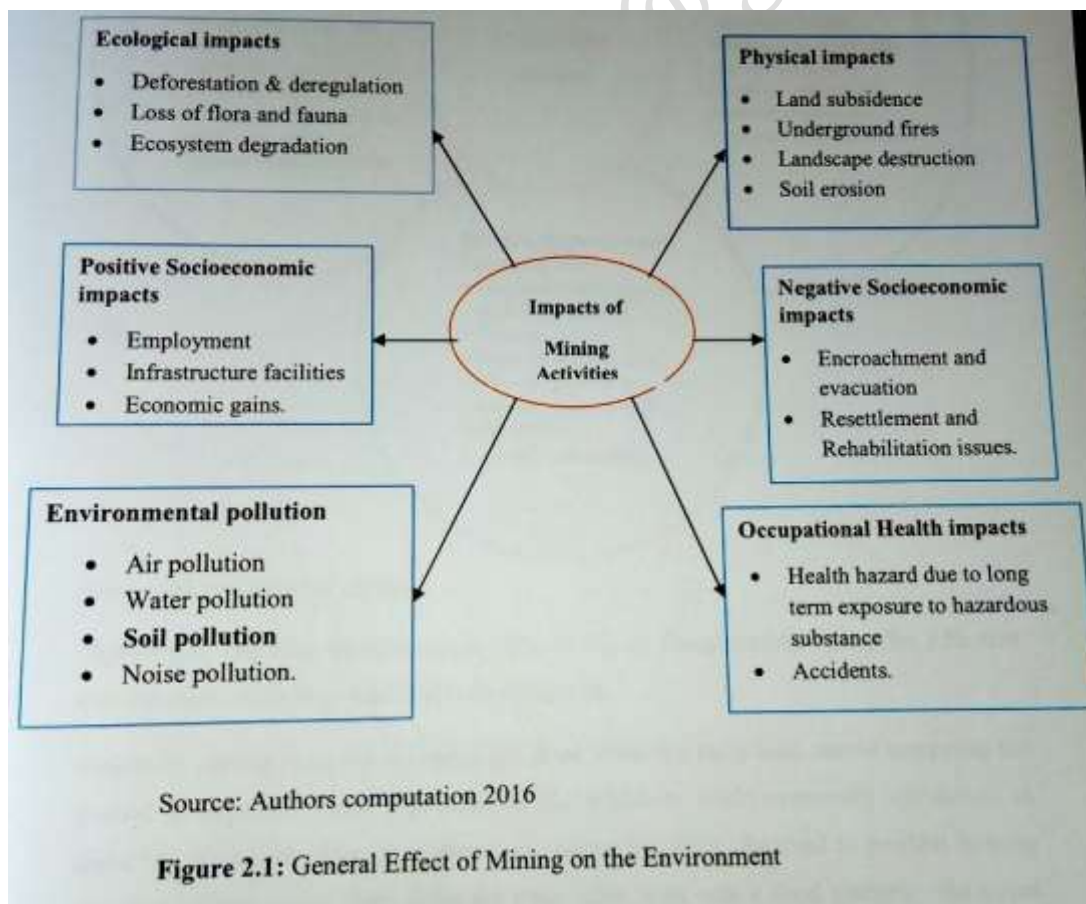 Ecological impacts
• Deforestation & deregulation
• Loss of flora and fauna
• Ecosystem degradation
Physical impacts
• Land subsidence
• Underground fires
• Landscape destruction
• Soil erosion
Positive Socioeconomic
impacts
• Employment
• Infrastructure facilities
• Economic gains.
Impacts of
Mining
Activities
Negative Socioeconomic
impacts
• Encroachment and
evacuation
• Resettlement and
Rehabilitation issues.
Environmental pollution
• Air pollution
• Water pollution
• Soil pollution
• Noise pollution.
Occupational Health impacts
• Health hazard due to long
term exposure to hazardous
substance
• Accidents.
Source: Authors computation 2016
Figure 2.1: General Effect of Mining on the Environment